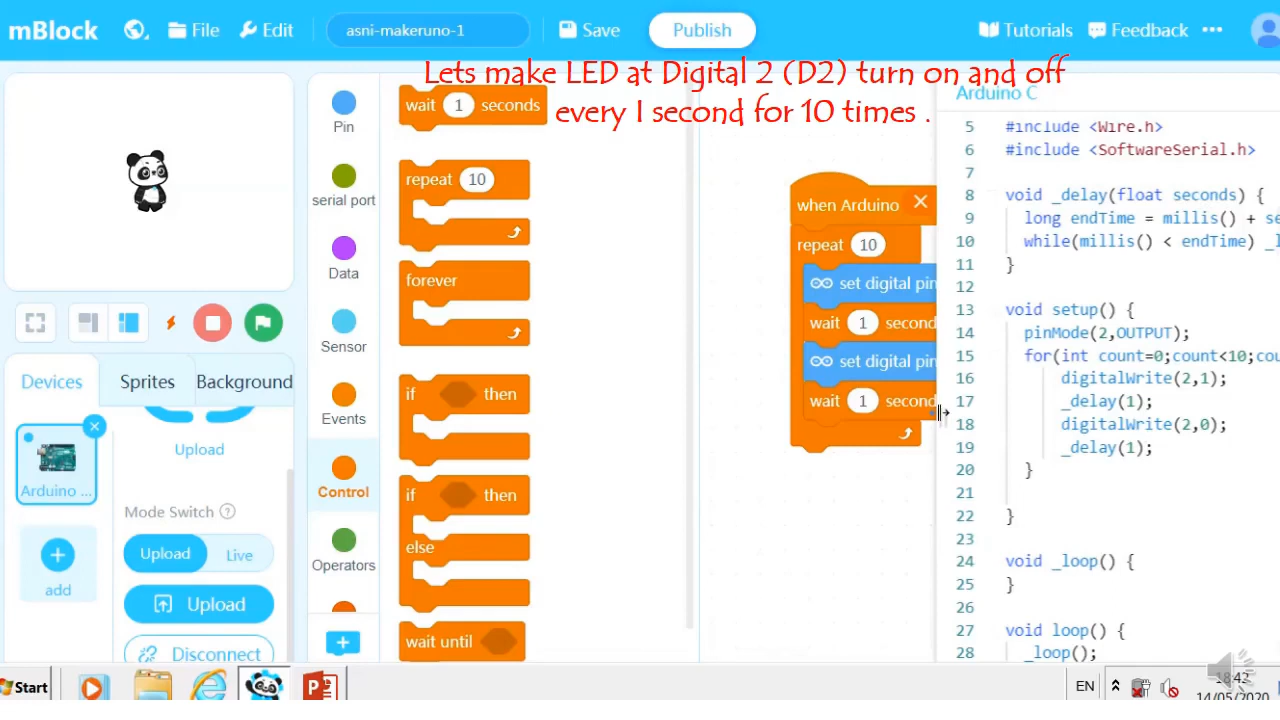 mBlock
File
Edit
asni-makeruno-1
Save
Publish
Tutorials
Feedback
Lets make LED at Digital 2 (D2) turn on and off
every 1 second for 10 times .
Devices
Sprites
Background
Upload
Arduino ...
add
Mode Switch
Upload
Live
Upload
Disconnect
Pin
serial port
Data
Sensor
Events
Control
Operators
wait 1 seconds
repeat 10
forever
if then
if then
else
wait until
when Arduino
repeat 10
set digital pin
wait 1 second
set digital pin
wait 1 second
Arduino C
5 #include <Wire.h>
6 #include <SoftwareSerial.h>
7
8 void _delay(float seconds) {
9 long endTime = millis() + se
10 while(millis() < endTime) _l
11 }
12
13 void setup() {
14 pinMode(2,OUTPUT);
15 for(int count=0;count<10;cou
16 digitalWrite(2,1);
17 _delay(1);
18 digitalWrite(2,0);
19 _delay(1);
20 }
21
22 }
23
24 void _loop() {
25 }
26
27 void loop() {
28 _loop();
Start
EN
18:42
14/05/2020